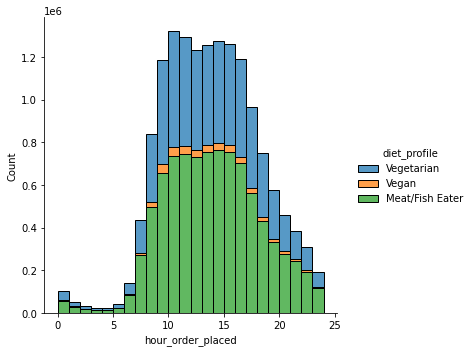 1e6
1.2
1.0
0.8
0.6
0.4
0.2
0.0
Count
0 5 10 15 20 25
hour_order_placed
diet_profile
Vegetarian
Vegan
Meat/Fish Eater